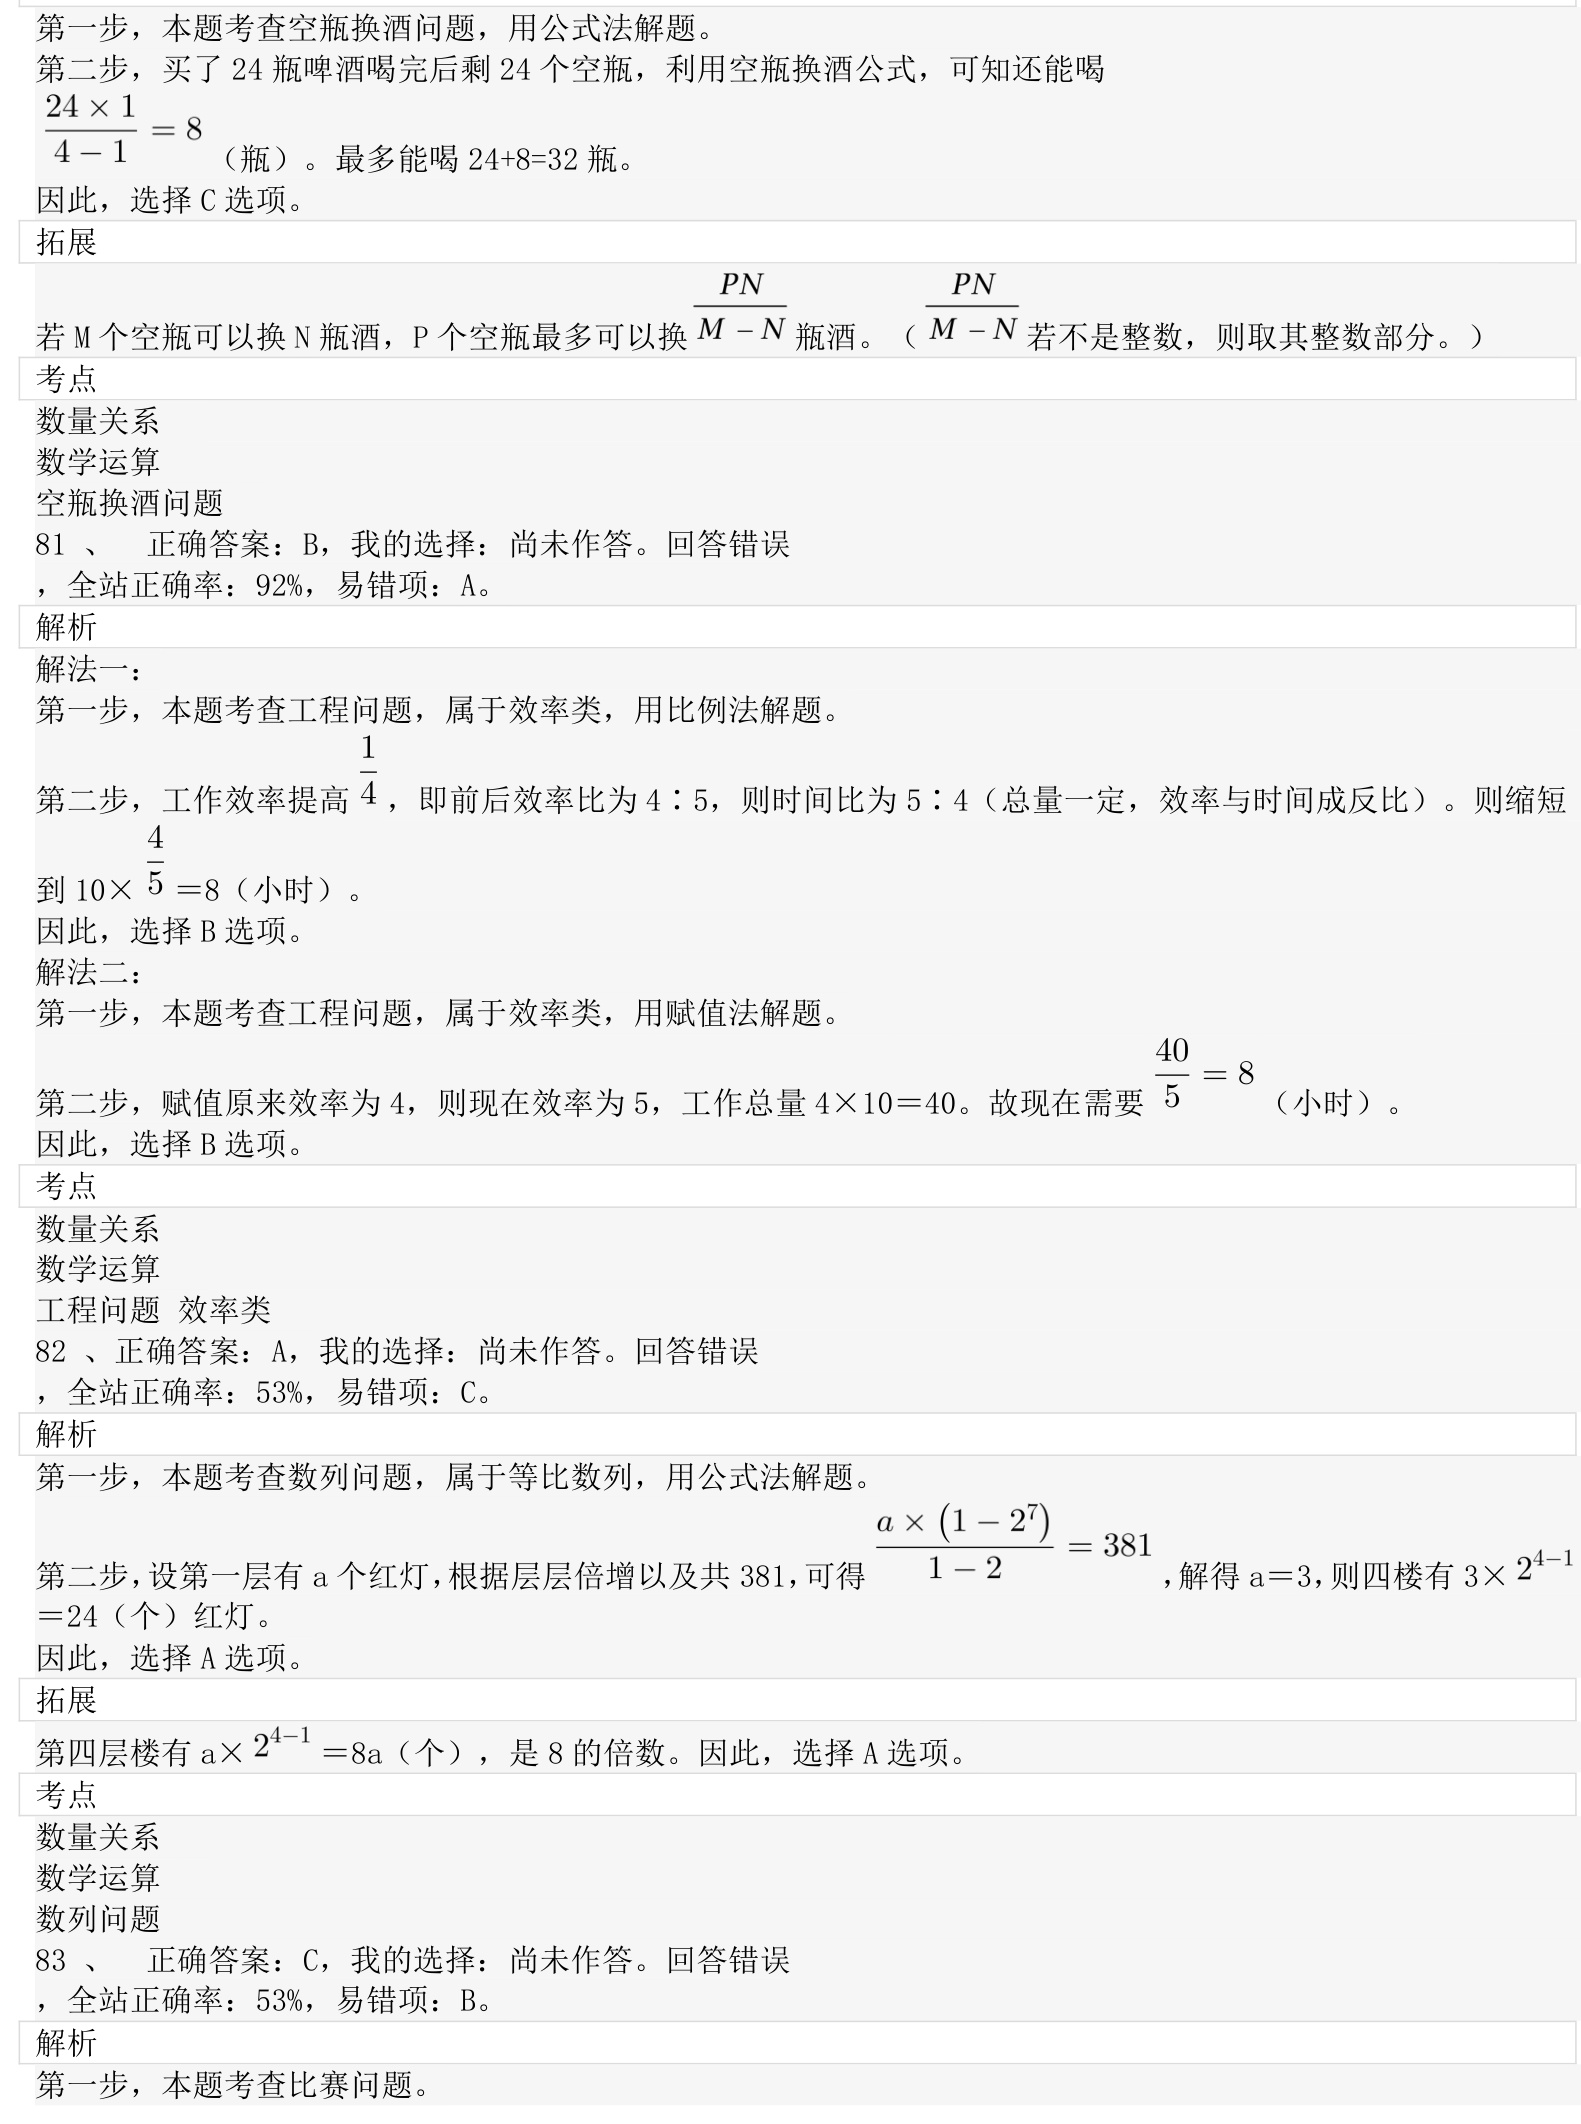 第一步，本题考查空瓶换酒问题，用公式法解题。
第二步，买了 24 瓶啤酒喝完后剩 24 个空瓶，利用空瓶换酒公式，可知还能喝
$\frac{24 \times 1}{4-1} = 8$（瓶）。最多能喝 24+8=32 瓶。
因此，选择 C 选项。
拓展
若 M 个空瓶可以换 N 瓶酒，P 个空瓶最多可以换 $\frac{PN}{M-N}$ 瓶酒。（ $\frac{PN}{M-N}$ 若不是整数，则取其整数部分。）
考点
数量关系
数学运算
空瓶换酒问题
81 、 正确答案：B，我的选择：尚未作答。回答错误
，全站正确率：92%，易错项：A。
解析
解法一：
第一步，本题考查工程问题，属于效率类，用比例法解题。
第二步，工作效率提高 $\frac{1}{4}$ ，即前后效率比为 4∶5，则时间比为 5∶4（总量一定，效率与时间成反比）。则缩短
到 10× $\frac{4}{5}$ ＝8（小时）。
因此，选择 B 选项。
解法二：
第一步，本题考查工程问题，属于效率类，用赋值法解题。
第二步，赋值原来效率为 4，则现在效率为 5，工作总量 4×10＝40。故现在需要 $\frac{40}{5} = 8$（小时）。
因此，选择 B 选项。
考点
数量关系
数学运算
工程问题 效率类
82 、正确答案：A，我的选择：尚未作答。回答错误
，全站正确率：53%，易错项：C。
解析
第一步，本题考查数列问题，属于等比数列，用公式法解题。
第二步，设第一层有 a 个红灯，根据层层倍增以及共 381，可得 $\frac{a \times (1-2^7)}{1-2} = 381$ ，解得 a＝3，则四楼有 3× $2^{4-1}$
＝24（个）红灯。
因此，选择 A 选项。
拓展
第四层楼有 a× $2^{4-1}$ ＝8a（个），是 8 的倍数。因此，选择 A 选项。
考点
数量关系
数学运算
数列问题
83 、 正确答案：C，我的选择：尚未作答。回答错误
，全站正确率：53%，易错项：B。
解析
第一步，本题考查比赛问题。